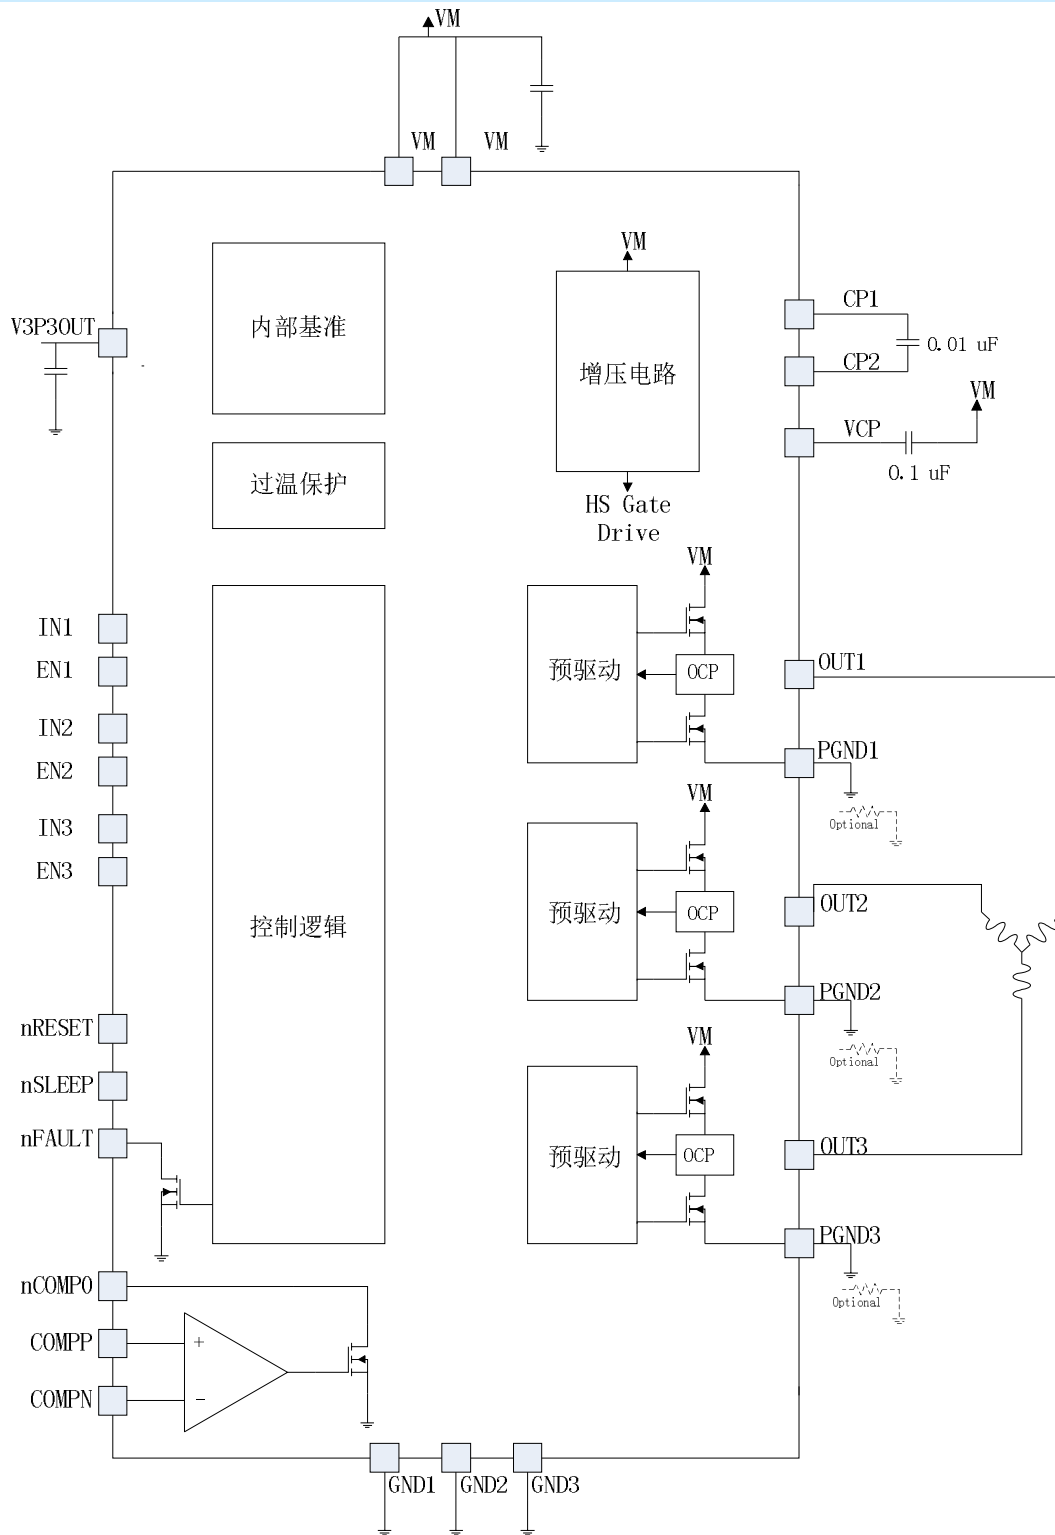 VM
VM
VM
VM
CP1
V3P3OUT
内部基准
0.01 uF
增压电路
CP2
VM
VCP
0.1 uF
过温保护
HS Gate
Drive
VM
IN1
EN1
预驱动
OCP
OUT1
IN2
PGND1
EN2
VM
IN3
Optional
EN3
OUT2
控制逻辑
预驱动
OCP
PGND2
nRESET
VM
Optional
nSLEEP
nFAULT
预驱动
OCP
OUT3
PGND3
nCOMPO
Optional
COMPP
+
COMPN
−
GND1
GND2
GND3